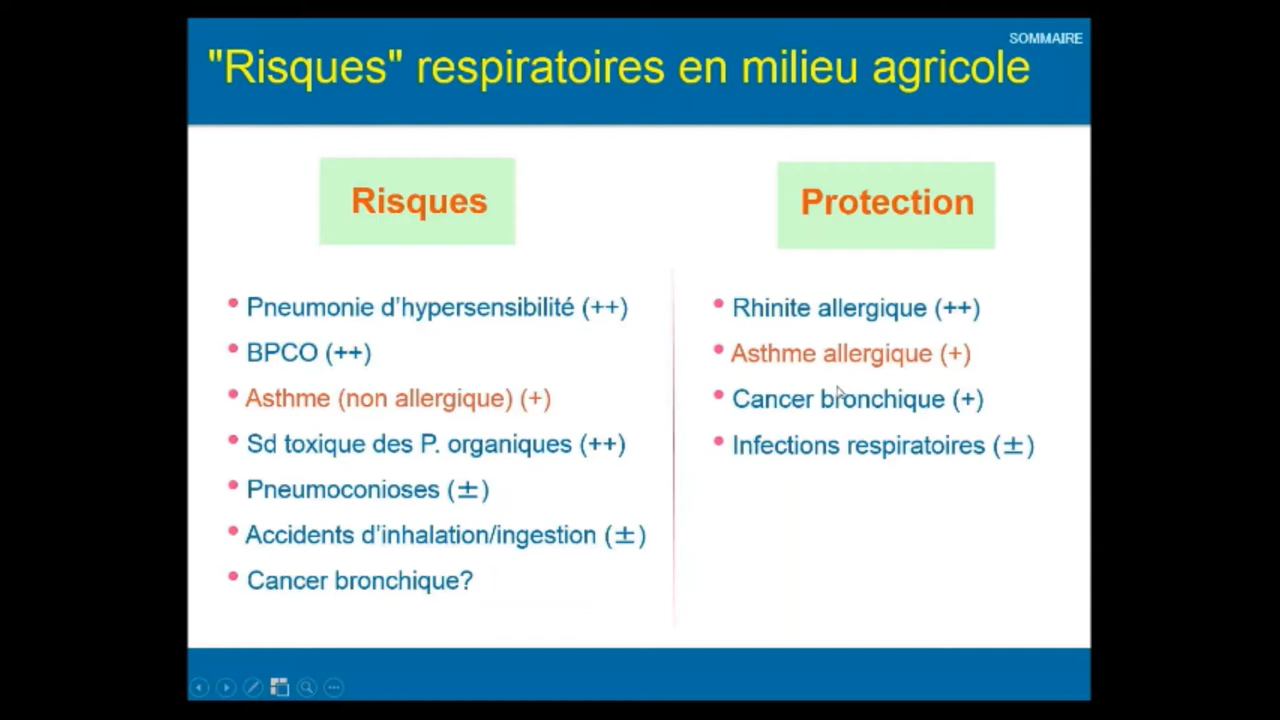 SOMMAIRE
"Risques" respiratoires en milieu agricole
Risques
• Pneumonie d'hypersensibilité (++)
• BPCO (++)
• Asthme (non allergique) (+)
• Sd toxique des P. organiques (++)
• Pneumoconioses (±)
• Accidents d'inhalation/ingestion (±)
• Cancer bronchique?
Protection
• Rhinite allergique (++)
• Asthme allergique (+)
• Cancer bronchique (+)
• Infections respiratoires (±)